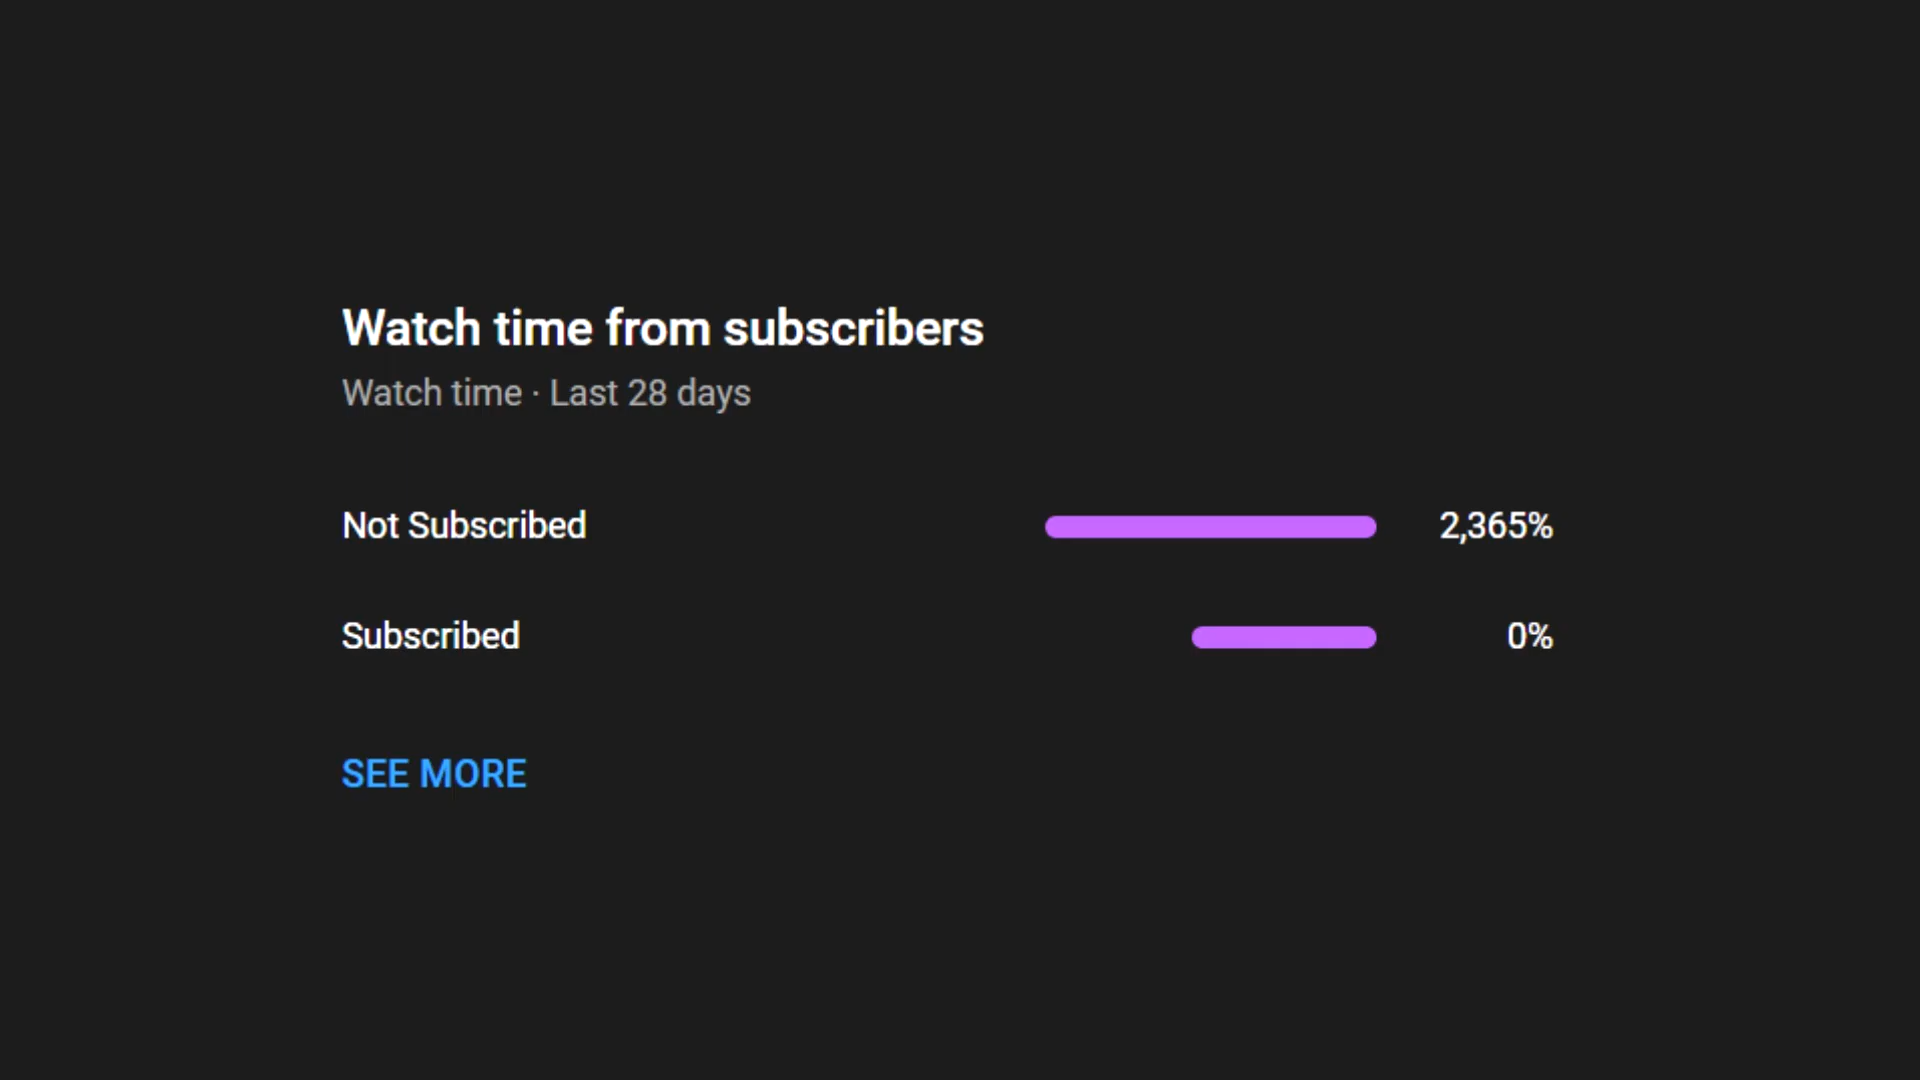 Watch time from subscribers
Watch time · Last 28 days
Not Subscribed 2,365%
Subscribed 0%
SEE MORE